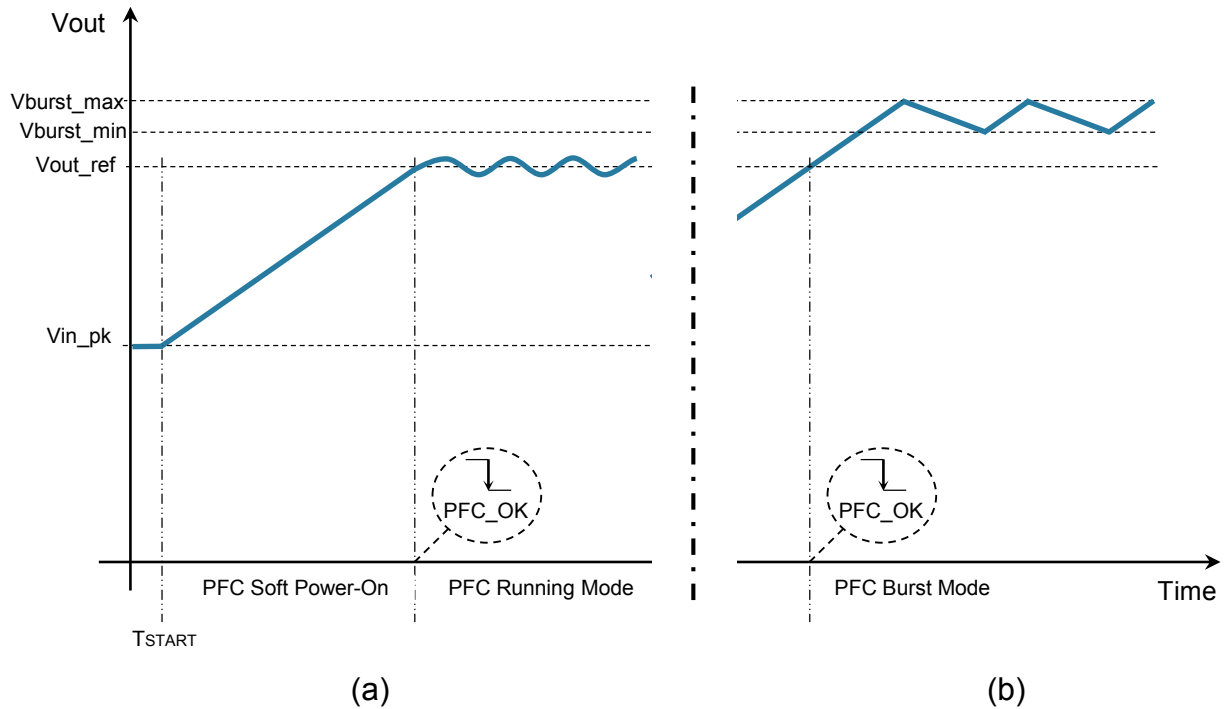 Vout
Vburst_max
Vburst_min
Vout_ref
Vin_pk
PFC_OK
PFC_OK
PFC Soft Power-On
PFC Running Mode
PFC Burst Mode
Time
TSTART
(a)
(b)